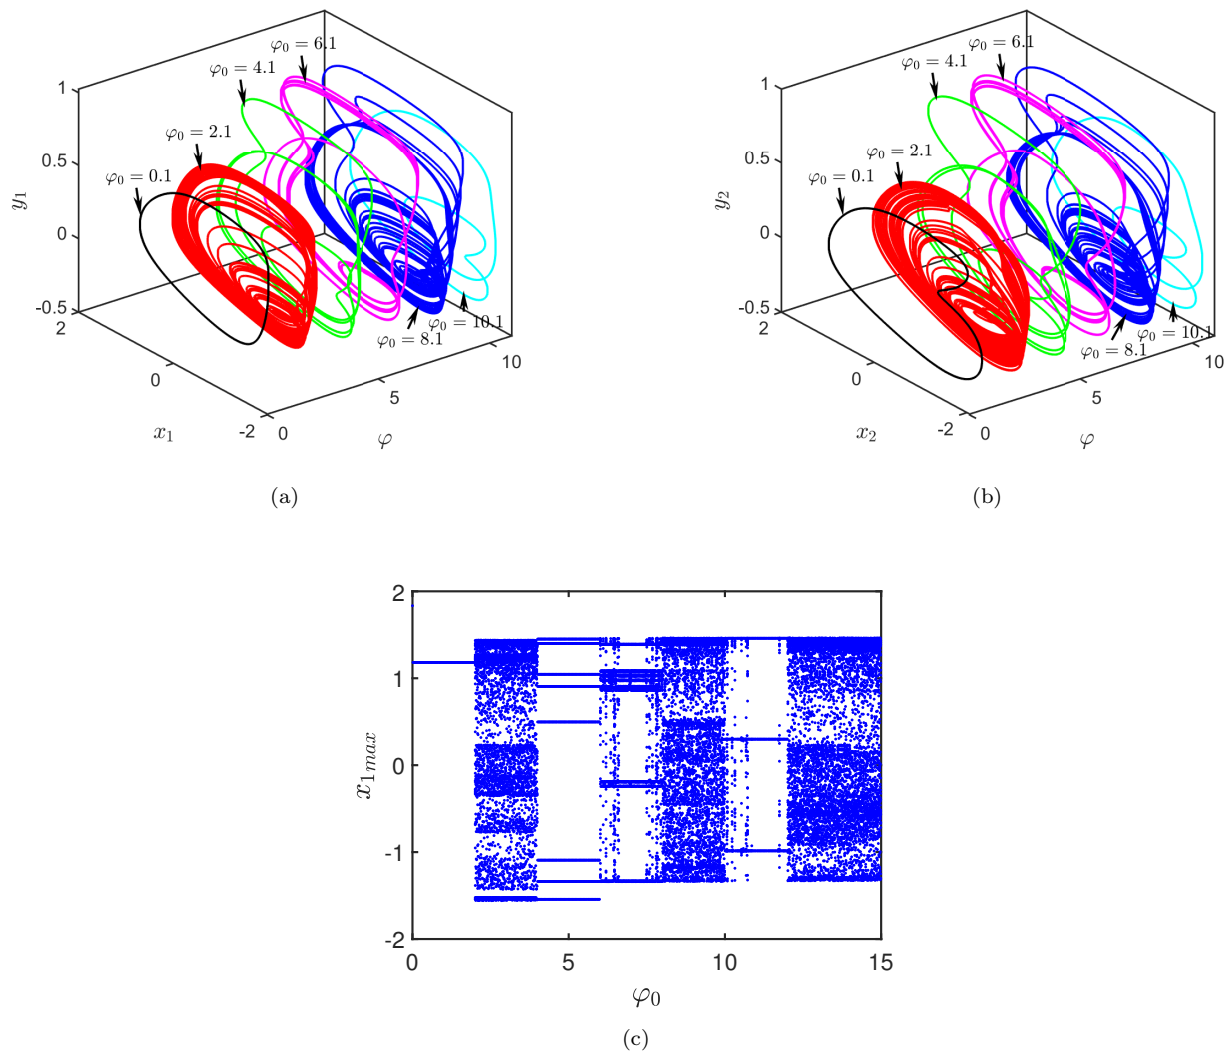 φ₀ = 6.1
φ₀ = 4.1
1
φ₀ = 2.1
0.5
φ₀ = 0.1
y₁
0
-0.5
φ₀ = 10.1
2
φ₀ = 8.1
10
0
5
x₁
-2
0
φ
(a)
φ₀ = 6.1
φ₀ = 4.1
1
φ₀ = 2.1
0.5
φ₀ = 0.1
y₂
0
-0.5
φ₀ = 10.1
2
φ₀ = 8.1
10
0
5
x₂
-2
0
φ
(b)
2
1
x₁ₘₐₓ
0
-1
-2
0
5
10
15
φ₀
(c)